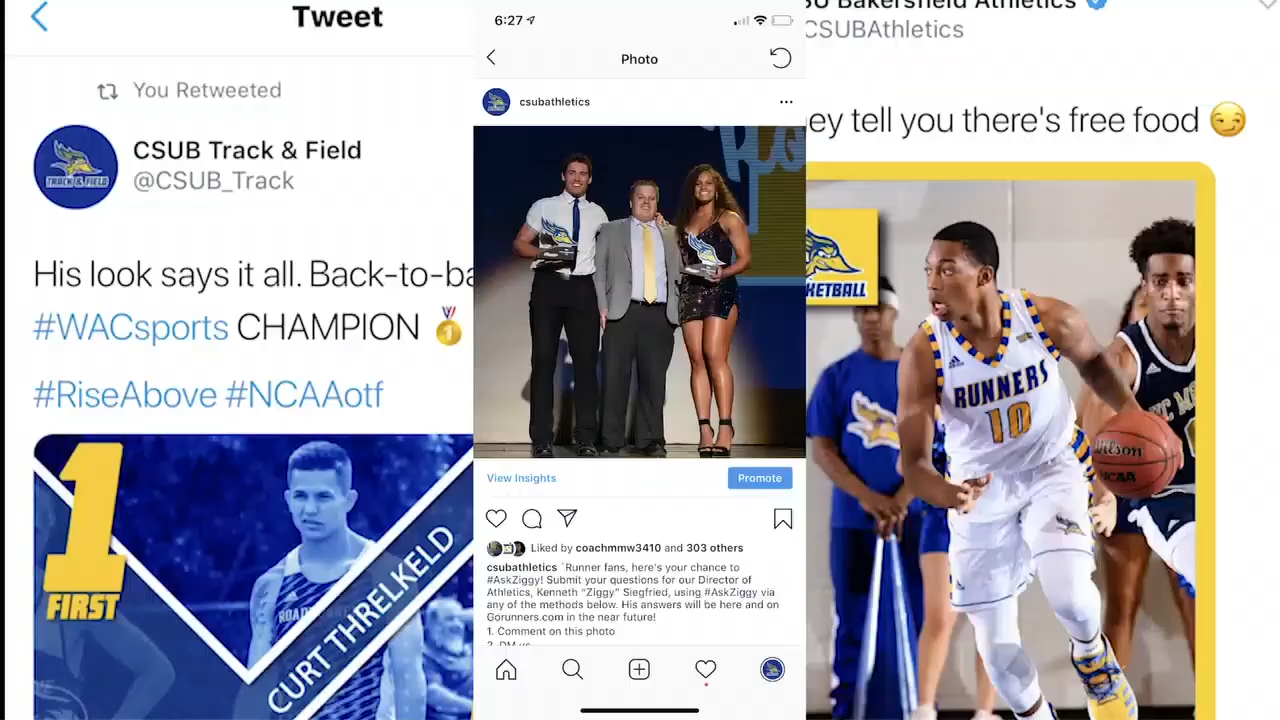 Tweet
You Retweeted
CSUB Track & Field
@CSUB_Track
His look says it all. Back-to-ba
#WACsports CHAMPION
#RiseAbove #NCAAotf
1
FIRST
CURT THRELKELD
TRACK & FIELD
6:27
Photo
csubathletics
View Insights
Promote
Liked by coachmmw3410 and 303 others
csubathletics `Runner fans, here's your chance to
#AskZiggy! Submit your questions for our Director of
Athletics, Kenneth "Ziggy" Siegfried, using #AskZiggy via
any of the methods below. His answers will be here and on
Gorunners.com in the near future!
1. Comment on this photo
2. DM us
SU Bakersfield Athletics
CSUBAthletics
ey tell you there's free food
KETBALL
RUNNERS
10
Wilson
NCAA